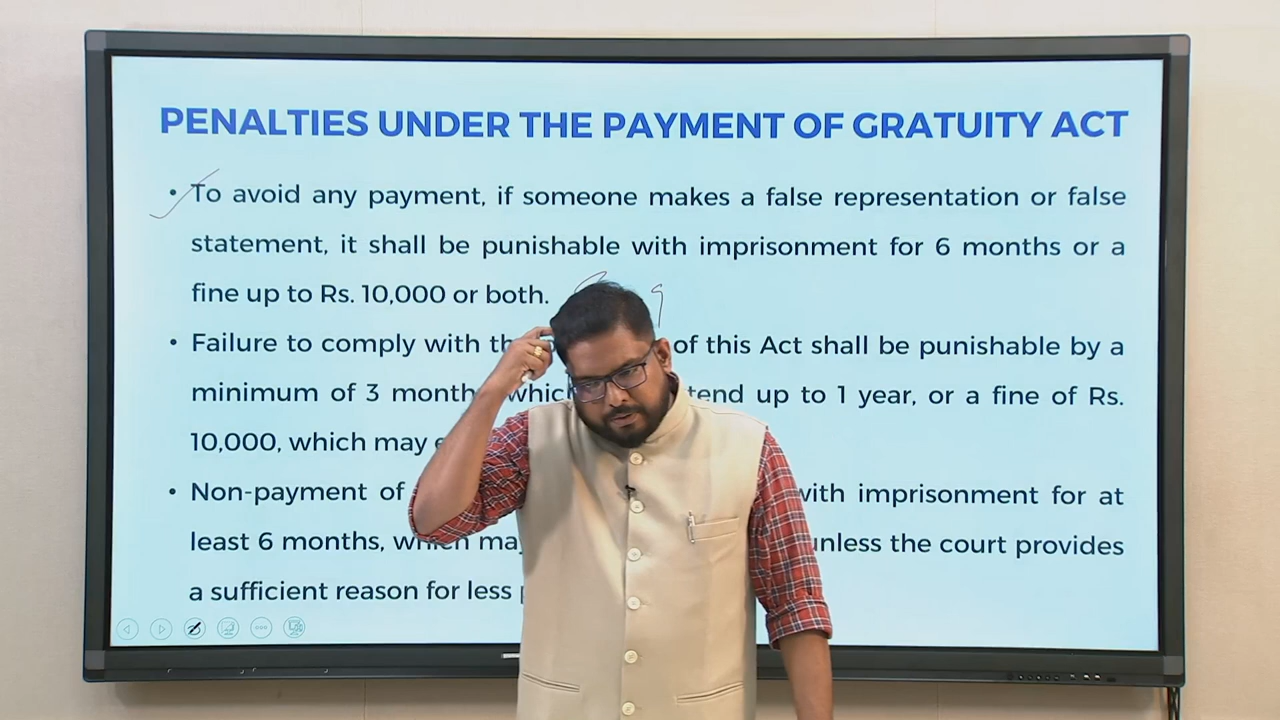 PENALTIES UNDER THE PAYMENT OF GRATUITY ACT
• To avoid any payment, if someone makes a false representation or false
statement, it shall be punishable with imprisonment for 6 months or a
fine up to Rs. 10,000 or both.
• Failure to comply with of this Act shall be punishable by a
minimum of 3 up to 1 year, or a fine of Rs.
10,000, which may
• Non-payment of with imprisonment for at
least 6 months, unless the court provides
a sufficient reason for less